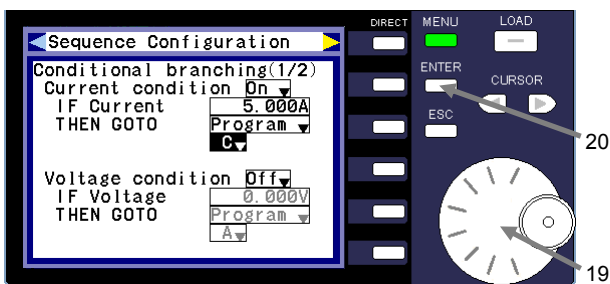 DIRECT MENU LOAD
Sequence Configuration
Conditional branching(1/2)
Current condition On
IF Current 5.000A
THEN GOTO Program
C
Voltage condition Off
IF Voltage 0.000V
THEN GOTO Program
A
ENTER
CURSOR
ESC
20
19